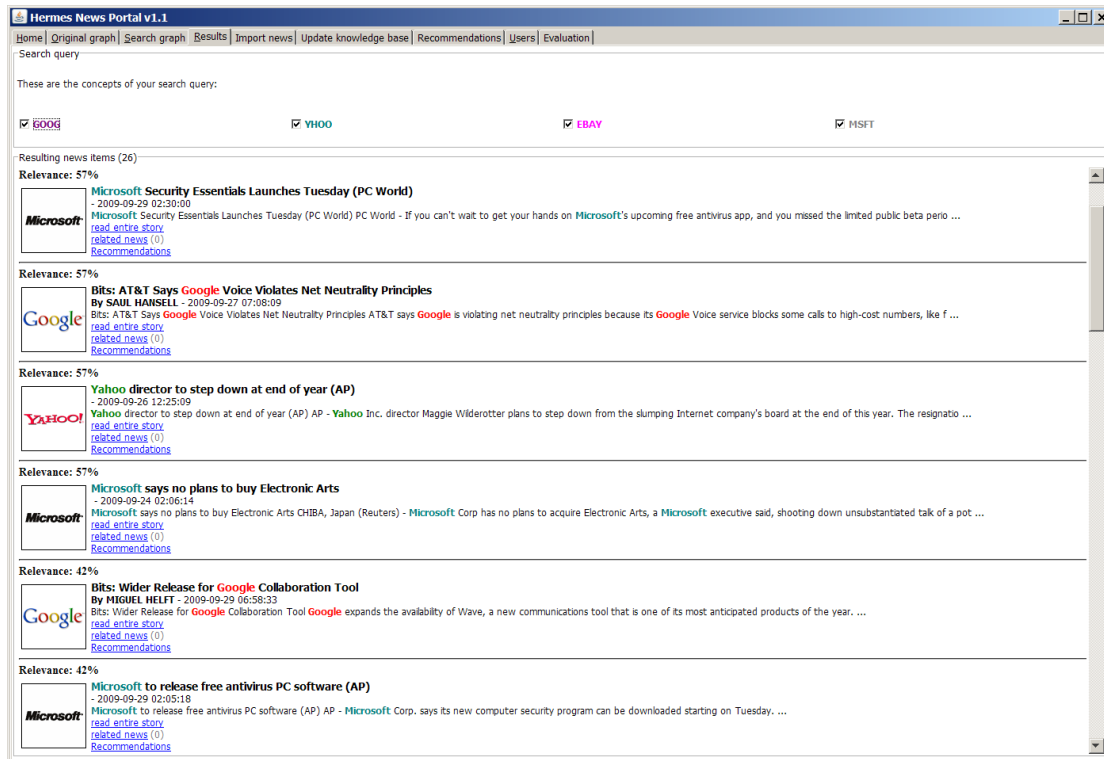 Hermes News Portal v1.1
Home Original graph Search graph Results Import news Update knowledge base Recommendations Users Evaluation
Search query
These are the concepts of your search query:
GOOG YHOO EBAY MSFT
Resulting news items (26)
Relevance: 57%
Microsoft
Microsoft Security Essentials Launches Tuesday (PC World)
- 2009-09-29 02:30:00
Microsoft Security Essentials Launches Tuesday (PC World) PC World - If you can't wait to get your hands on Microsoft's upcoming free antivirus app, and you missed the limited public beta perio ...
read entire story
related news (0)
Recommendations
Relevance: 57%
Google
Bits: AT&T Says Google Voice Violates Net Neutrality Principles
By SAUL HANSELL - 2009-09-27 07:08:09
Bits: AT&T Says Google Voice Violates Net Neutrality Principles AT&T says Google is violating net neutrality principles because its Google Voice service blocks some calls to high-cost numbers, like f ...
read entire story
related news (0)
Recommendations
Relevance: 57%
YAHOO!
Yahoo director to step down at end of year (AP)
- 2009-09-26 12:25:09
Yahoo director to step down at end of year (AP) AP - Yahoo Inc. director Maggie Wilderotter plans to step down from the slumping Internet company's board at the end of this year. The resignatio ...
read entire story
related news (0)
Recommendations
Relevance: 57%
Microsoft
Microsoft says no plans to buy Electronic Arts
- 2009-09-24 02:06:14
Microsoft says no plans to buy Electronic Arts CHIBA, Japan (Reuters) - Microsoft Corp has no plans to acquire Electronic Arts, a Microsoft executive said, shooting down unsubstantiated talk of a pot ...
read entire story
related news (0)
Recommendations
Relevance: 42%
Google
Bits: Wider Release for Google Collaboration Tool
By MIGUEL HELFT - 2009-09-29 06:58:33
Bits: Wider Release for Google Collaboration Tool Google expands the availability of Wave, a new communications tool that is one of its most anticipated products of the year. ...
read entire story
related news (0)
Recommendations
Relevance: 42%
Microsoft
Microsoft to release free antivirus PC software (AP)
- 2009-09-29 02:05:18
Microsoft to release free antivirus PC software (AP) AP - Microsoft Corp. says its new computer security program can be downloaded starting on Tuesday. ...
read entire story
related news (0)
Recommendations